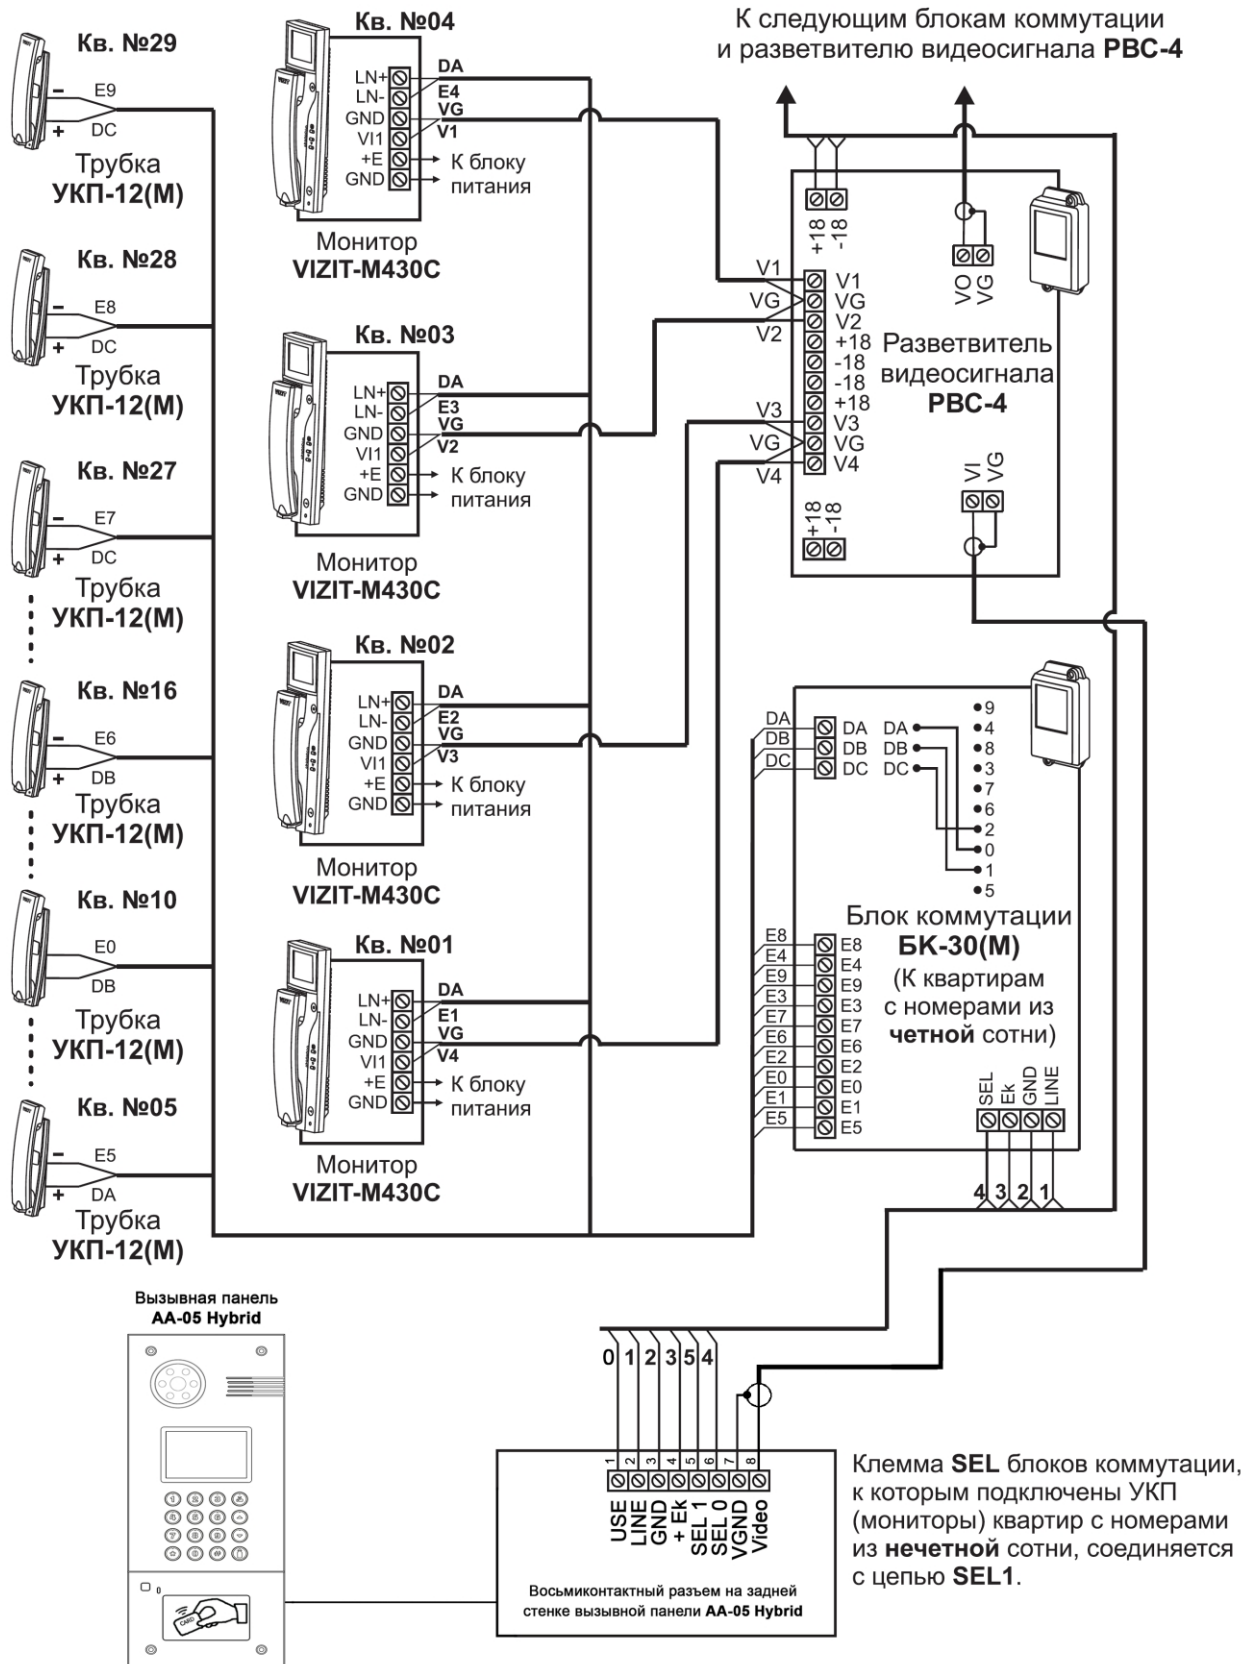 К следующим блокам коммутации
и разветвителю видеосигнала РВС-4
Кв. №29
–
E9
+
DC
Трубка
УКП-12(М)
Кв. №28
–
E8
+
DC
Трубка
УКП-12(М)
Кв. №27
–
E7
+
DC
Трубка
УКП-12(М)
Кв. №16
–
E6
+
DB
Трубка
УКП-12(М)
Кв. №10
E0
DB
Трубка
УКП-12(М)
Кв. №05
–
E5
+
DA
Трубка
УКП-12(М)
Кв. №04
LN+
LN-
GND
VI1
+E
GND
DA
E4
VG
V1
К блоку
питания
Монитор
VIZIT-M430C
Кв. №03
LN+
LN-
GND
VI1
+E
GND
DA
E3
VG
V2
К блоку
питания
Монитор
VIZIT-M430C
Кв. №02
LN+
LN-
GND
VI1
+E
GND
DA
E2
VG
V3
К блоку
питания
Монитор
VIZIT-M430C
Кв. №01
LN+
LN-
GND
VI1
+E
GND
DA
E1
VG
V4
К блоку
питания
Монитор
VIZIT-M430C
+18
-18
VO
VG
V1
VG
V2
V3
VG
V4
V1
VG
V2
+18
-18
-18
+18
V3
VG
V4
Разветвитель
видеосигнала
РВС-4
VI
VG
+18
-18
DA
DB
DC
DA
DB
DC
DA
DB
DC
9
4
8
3
7
6
2
0
1
5
Блок коммутации
БК-30(М)
(К квартирам
с номерами из
четной сотни)
E8
E4
E9
E3
E7
E6
E2
E0
E1
E5
E8
E4
E9
E3
E7
E6
E2
E0
E1
E5
SEL
Ek
GND
LINE
4 3 2 1
Вызывная панель
AA-05 Hybrid
1 2 3
4 5 6
7 8 9
0 #
CARD
0 1 2 3 5 4
1 2 3 4 5 6 7 8
USE
LINE
GND
+ Ek
SEL 1
SEL 0
VGND
Video
Восьмиконтактный разъем на задней
стенке вызывной панели AA-05 Hybrid
Клемма SEL блоков коммутации,
к которым подключены УКП
(мониторы) квартир с номерами
из нечетной сотни, соединяется
с цепью SEL1.